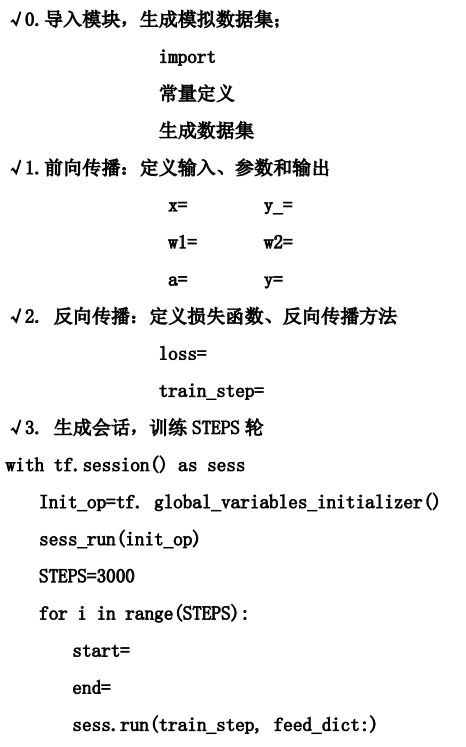 √0.导入模块，生成模拟数据集；
import
常量定义
生成数据集
√1.前向传播：定义输入、参数和输出
x= y_=
w1= w2=
a= y=
√2. 反向传播：定义损失函数、反向传播方法
loss=
train_step=
√3. 生成会话，训练 STEPS 轮
with tf.session() as sess
Init_op=tf. global_variables_initializer()
sess_run(init_op)
STEPS=3000
for i in range(STEPS):
start=
end=
sess.run(train_step, feed_dict:)